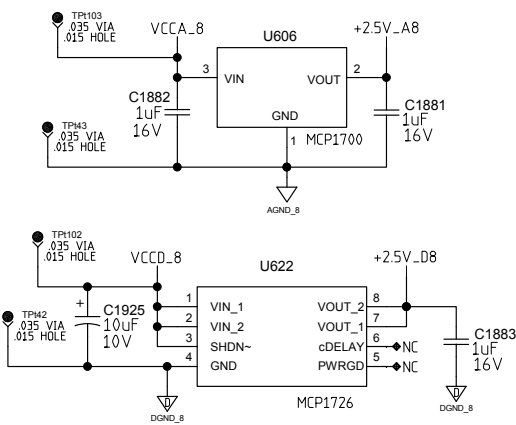 TPt103
.035 VIA
.015 HOLE
VCCA_8
U606
+2.5V_A8
3
VIN
VOUT
2
C1882
1uF
16V
GND
1
MCP1700
C1881
1uF
16V
TPt43
.035 VIA
.015 HOLE
AGND_8
TPt102
.035 VIA
.015 HOLE
VCCD_8
U622
+2.5V_D8
TPt42
.035 VIA
.015 HOLE
+
C1925
10uF
10V
1 VIN_1 VOUT_2 8
2 VIN_2 VOUT_1 7
3 SHDN~ cDELAY 6 NC
4 GND PWRGD 5 NC
C1883
1uF
16V
MCP1726
D
DGND_8
D
DGND_8